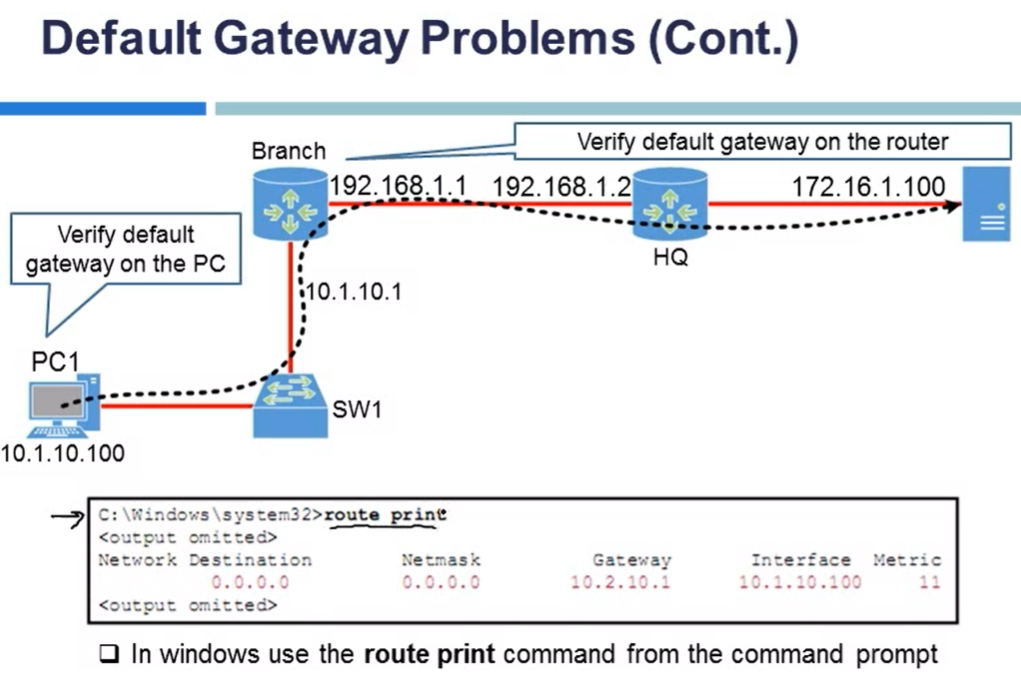 Default Gateway Problems (Cont.)
Verify default gateway on the router
Branch
192.168.1.1 192.168.1.2 172.16.1.100
HQ
Verify default
gateway on the PC
10.1.10.1
PC1
SW1
10.1.10.100
C:\Windows\system32>route print
<output omitted>
Network Destination Netmask Gateway Interface Metric
0.0.0.0 0.0.0.0 10.2.10.1 10.1.10.100 11
<output omitted>
❑ In windows use the route print command from the command prompt